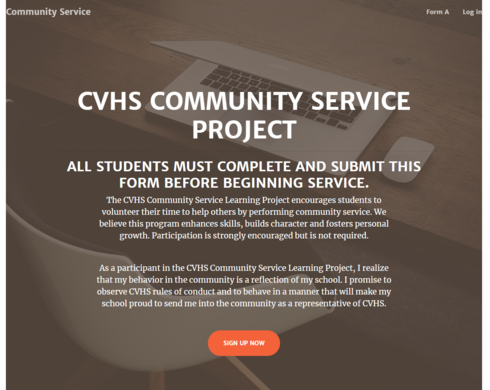 Community Service
Form A
Log in
CVHS COMMUNITY SERVICE
PROJECT
ALL STUDENTS MUST COMPLETE AND SUBMIT THIS
FORM BEFORE BEGINNING SERVICE.
The CVHS Community Service Learning Project encourages students to
volunteer their time to help others by performing community service. We
believe this program enhances skills, builds character and fosters personal
growth. Participation is strongly encouraged but is not required.
As a participant in the CVHS Community Service Learning Project, I realize
that my behavior in the community is a reflection of my school. I promise to
observe CVHS rules of conduct and to behave in a manner that will make my
school proud to send me into the community as a representative of CVHS.
SIGN UP NOW